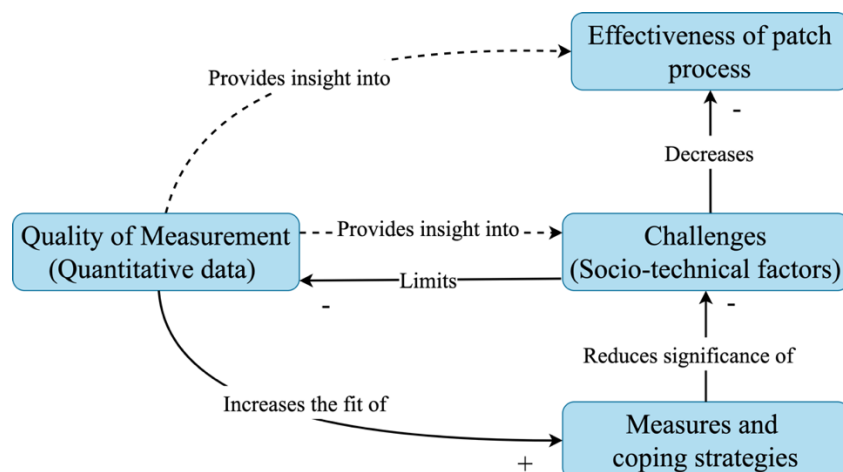 Effectiveness of patch
process
Provides insight into
-
Decreases
Quality of Measurement
(Quantitative data)
Provides insight into
Challenges
(Socio-technical factors)
Limits
-
-
Reduces significance of
Increases the fit of
Measures and
coping strategies
+